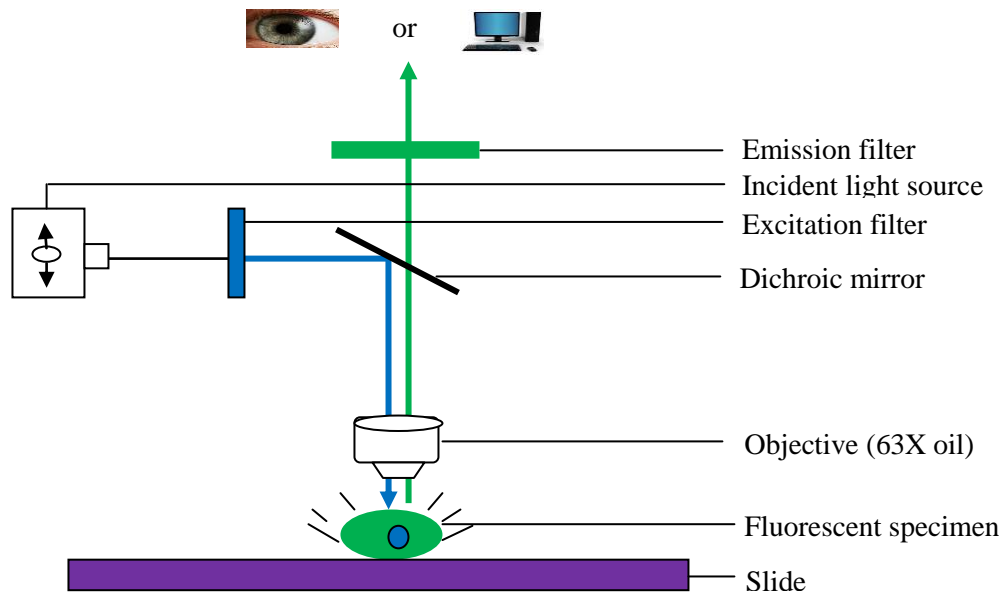 or
Emission filter
Incident light source
Excitation filter
Dichroic mirror
Objective (63X oil)
Fluorescent specimen
Slide